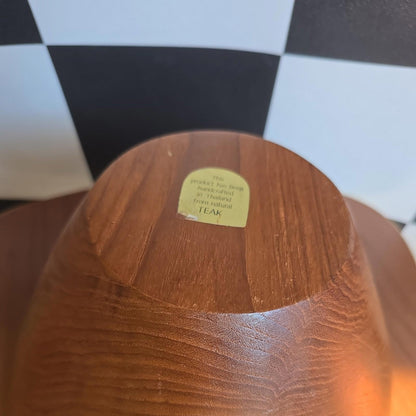 This
Product has Been
handcrafted
in Thailand
from natural
TEAK